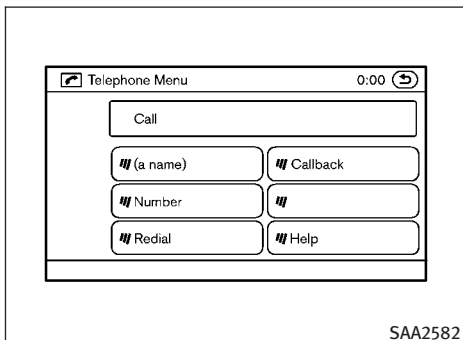 Telephone Menu 0:00
Call
(a name) Callback
Number
Redial Help
SAA2582